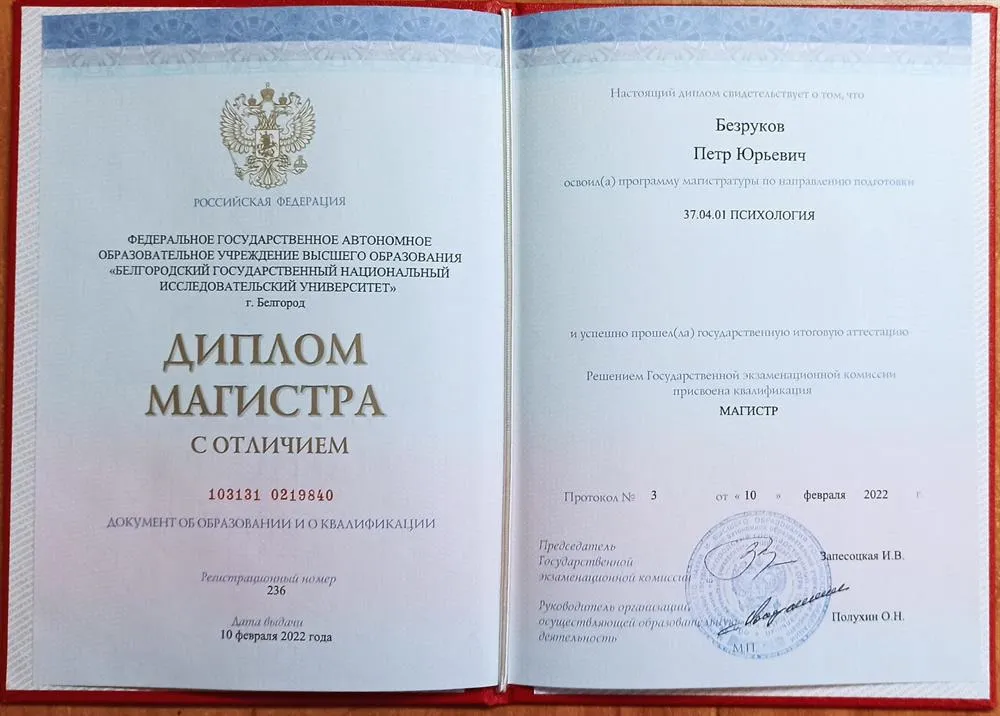 РОССИЙСКАЯ ФЕДЕРАЦИЯ
ФЕДЕРАЛЬНОЕ ГОСУДАРСТВЕННОЕ АВТОНОМНОЕ
ОБРАЗОВАТЕЛЬНОЕ УЧРЕЖДЕНИЕ ВЫСШЕГО ОБРАЗОВАНИЯ
«БЕЛГОРОДСКИЙ ГОСУДАРСТВЕННЫЙ НАЦИОНАЛЬНЫЙ
ИССЛЕДОВАТЕЛЬСКИЙ УНИВЕРСИТЕТ»
г. Белгород
ДИПЛОМ
МАГИСТРА
С ОТЛИЧИЕМ
103131 0219840
ДОКУМЕНТ ОБ ОБРАЗОВАНИИ И О КВАЛИФИКАЦИИ
Регистрационный номер
236
Дата выдачи
10 февраля 2022 года
Настоящий диплом свидетельствует о том, что
Безруков
Петр Юрьевич
освоил(а) программу магистратуры по направлению подготовки
37.04.01 ПСИХОЛОГИЯ
и успешно прошел(ла) государственную итоговую аттестацию
Решением Государственной экзаменационной комиссии
присвоена квалификация
МАГИСТР
Протокол № 3 от « 10 » февраля 2022 г.
Председатель
Государственной
экзаменационной комиссии
Запесоцкая И.В.
Руководитель организации,
осуществляющей образовательную
деятельность
Полухин О.Н.
М.П.